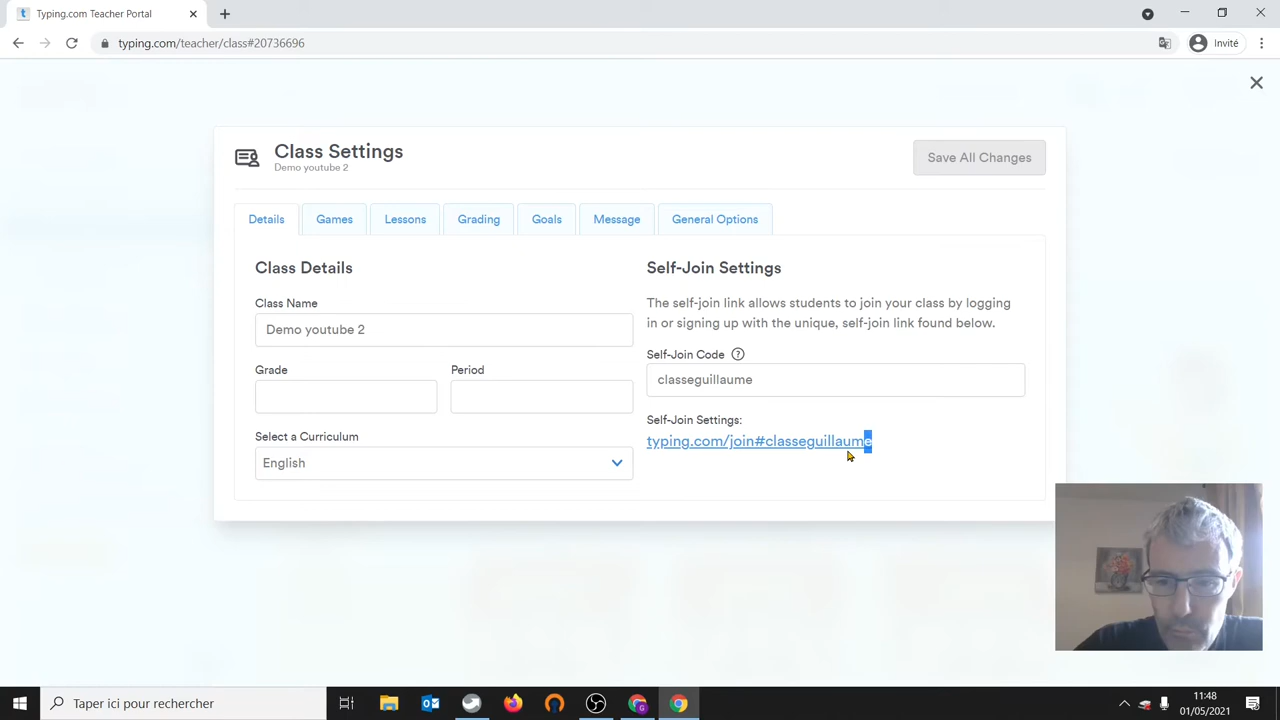 Typing.com Teacher Portal
typing.com/teacher/class#20736696
Invité
Class Settings
Demo youtube 2
Save All Changes
Details
Games
Lessons
Grading
Goals
Message
General Options
Class Details
Class Name
Demo youtube 2
Grade
Period
Select a Curriculum
English
Self-Join Settings
The self-join link allows students to join your class by logging
in or signing up with the unique, self-join link found below.
Self-Join Code
classeguillaume
Self-Join Settings:
typing.com/join#classeguillaume
Taper ici pour rechercher
11:48
01/05/2021